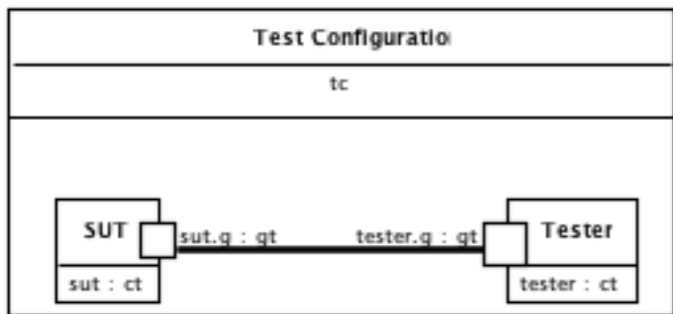 Test Configuratio
tc
SUT
sut.g : gt
tester.g : gt
Tester
sut : ct
tester : ct